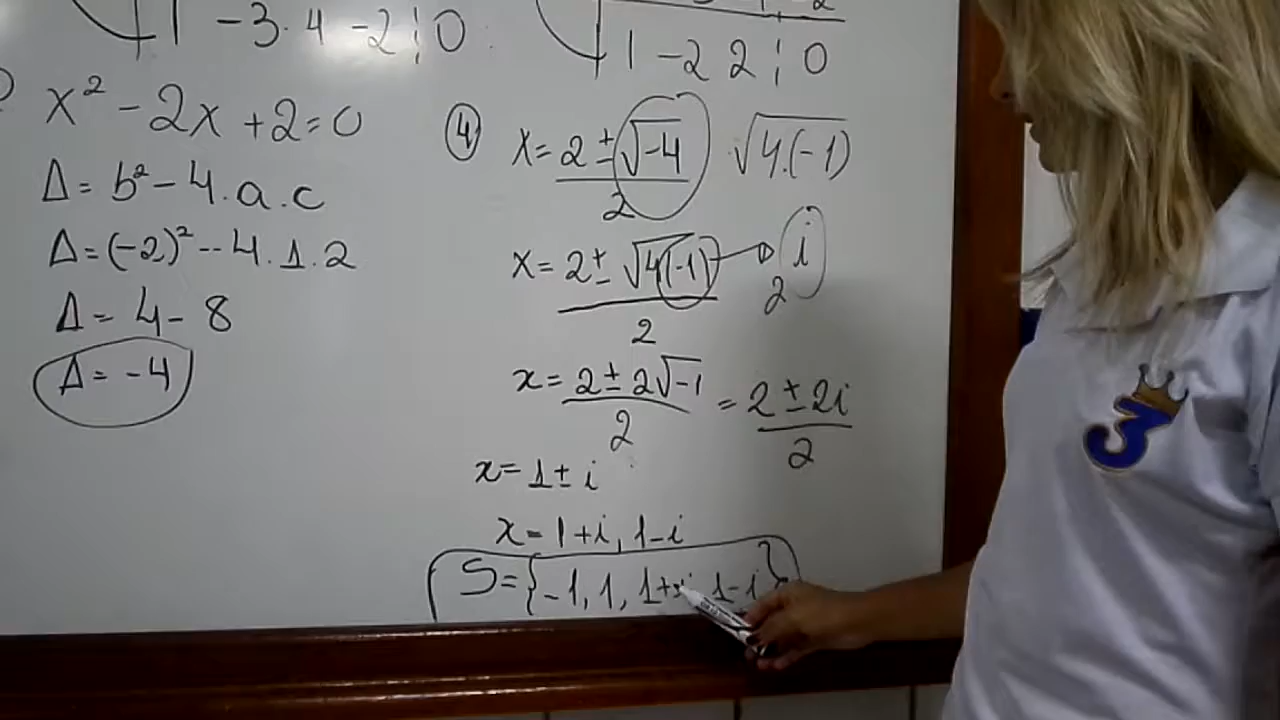 1 -3 · 4 -2 ¦ 0
1 -2 2 ¦ 0
x² - 2x + 2 = 0
Δ = b² - 4 . a . c
Δ = (-2)² -- 4 . 1 . 2
Δ = 4 - 8
Δ = -4
4
x = 2 ± √-4 / 2
√4.(-1)
x = 2 ± √4(-1) / 2
2 i
x = 2 ± 2√-1 / 2 = 2 ± 2i / 2
x = 1 ± i
x = 1+i, 1-i
S = {-1, 1, 1+i, 1-i}
3